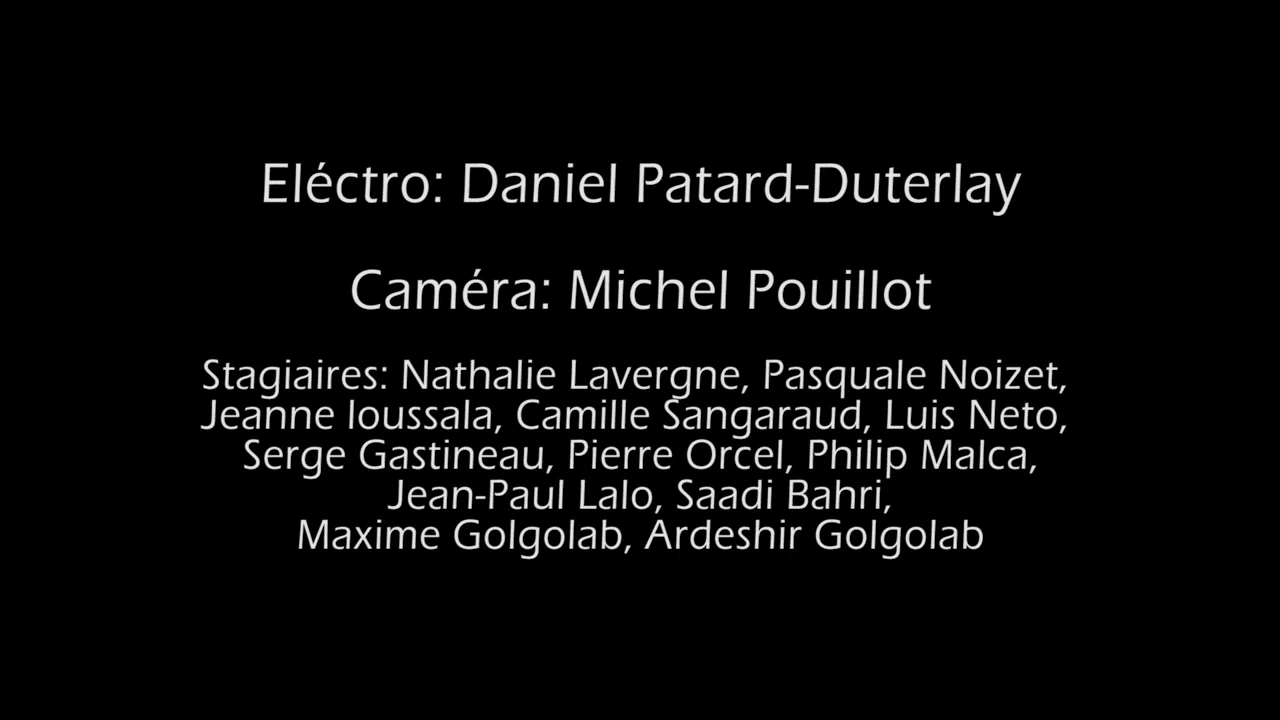 Eléctro: Daniel Patard-Duterlay
Caméra: Michel Pouillot
Stagiaires: Nathalie Lavergne, Pasquale Noizet,
Jeanne Ioussala, Camille Sangaraud, Luis Neto,
Serge Gastineau, Pierre Orcel, Philip Malca,
Jean-Paul Lalo, Saadi Bahri,
Maxime Golgolab, Ardeshir Golgolab